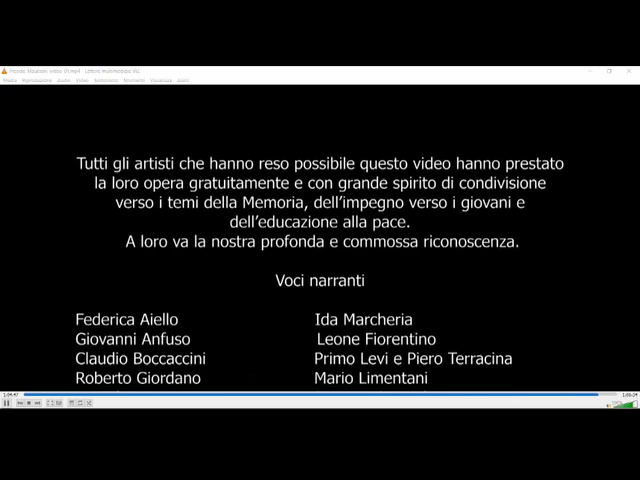 Tutti gli artisti che hanno reso possibile questo video hanno prestato
la loro opera gratuitamente e con grande spirito di condivisione
verso i temi della Memoria, dell'impegno verso i giovani e
dell'educazione alla pace.
A loro va la nostra profonda e commossa riconoscenza.
Voci narranti
Federica Aiello Ida Marcheria
Giovanni Anfuso Leone Fiorentino
Claudio Boccaccini Primo Levi e Piero Terracina
Roberto Giordano Mario Limentani
1:04:47